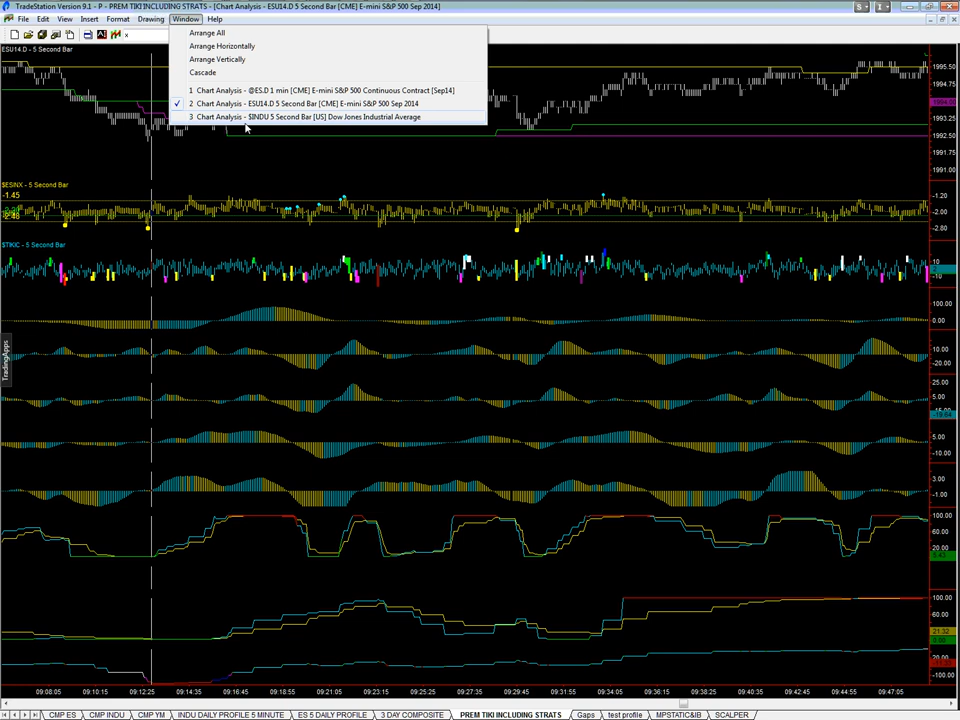 TradeStation Version 9.1 - P - PREM TIKI INCLUDING STRATS - [Chart Analysis - ESU14.D 5 Second Bar [CME] E-mini S&P 500 Sep 2014]
File Edit View Insert Format Drawing Window Help
Arrange All
Arrange Horizontally
Arrange Vertically
Cascade
1 Chart Analysis - @ES.D 1 min [CME] E-mini S&P 500 Continuous Contract [Sep14]
✓ 2 Chart Analysis - ESU14.D 5 Second Bar [CME] E-mini S&P 500 Sep 2014
3 Chart Analysis - $INDU 5 Second Bar [US] Dow Jones Industrial Average
ESU14.D - 5 Second Bar
1995.50
1994.75
1993.25
1992.50
1991.75
1991.00
$ESINX - 5 Second Bar
-1.45
-2.48
-1.20
-2.00
-2.80
$TIKIC - 5 Second Bar
10
-10
100.00
0.00
-10.00
-20.00
25.00
5.00
5.00
-10.00
3.00
-1.00
100.00
60.00
20.00
100.00
60.00
21.32
20.00
-100.00
TradingApps
09:08:05 09:10:15 09:12:25 09:14:35 09:16:45 09:18:55 09:21:05 09:23:15 09:25:25 09:27:35 09:29:45 09:31:55 09:34:05 09:36:15 09:38:25 09:40:35 09:42:45 09:44:55 09:47:05
CMP ES CMP INDU CMP YM INDU DAILY PROFILE 5 MINUTE ES 5 DAILY PROFILE 3 DAY COMPOSITE PREM TIKI INCLUDING STRATS Gaps test profile MPSTATIC&IB SCALPER